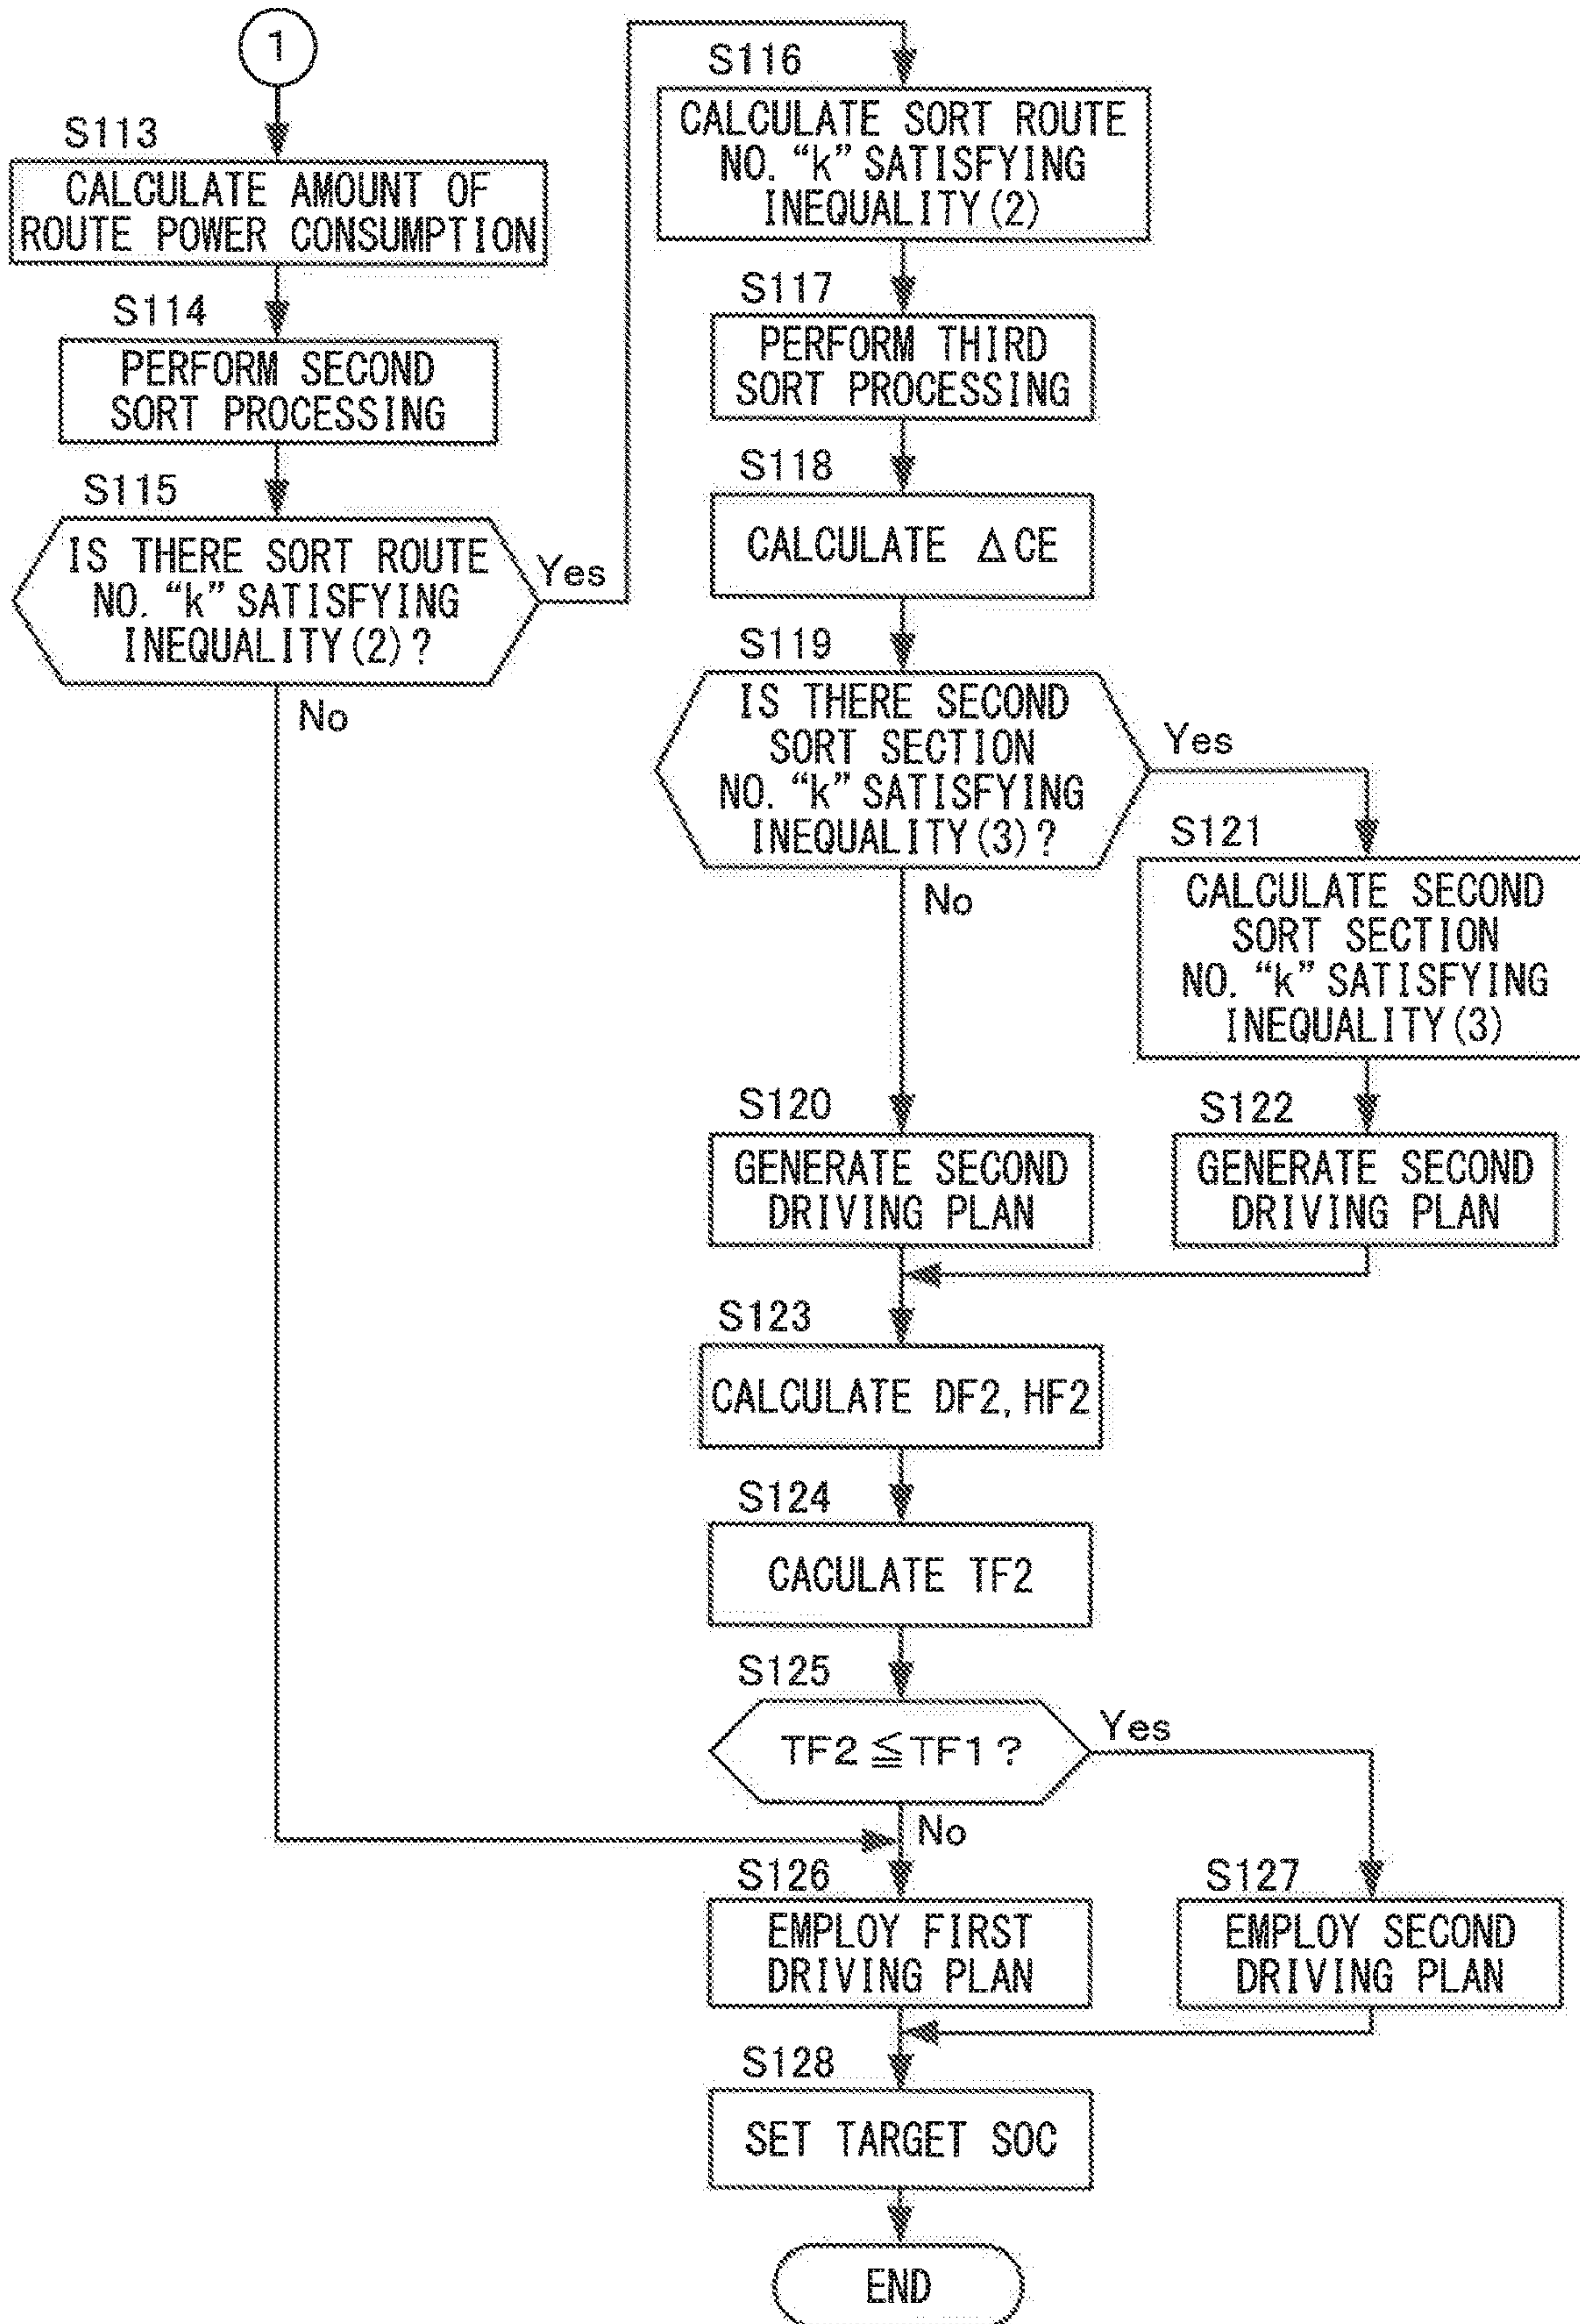 1
S113
CALCULATE AMOUNT OF
ROUTE POWER CONSUMPTION
S114
PERFORM SECOND
SORT PROCESSING
S115
IS THERE SORT ROUTE
NO. “k” SATISFYING
INEQUALITY(2)?
Yes
No
S116
CALCULATE SORT ROUTE
NO. “k” SATISFYING
INEQUALITY(2)
S117
PERFORM THIRD
SORT PROCESSING
S118
CALCULATE ΔCE
S119
IS THERE SECOND
SORT SECTION
NO. “k” SATISFYING
INEQUALITY(3)?
Yes
No
S121
CALCULATE SECOND
SORT SECTION
NO. “k” SATISFYING
INEQUALITY(3)
S120
GENERATE SECOND
DRIVING PLAN
S122
GENERATE SECOND
DRIVING PLAN
S123
CALCULATE DF2, HF2
S124
CACULATE TF2
S125
TF2≦TF1?
Yes
No
S126
EMPLOY FIRST
DRIVING PLAN
S127
EMPLOY SECOND
DRIVING PLAN
S128
SET TARGET SOC
END